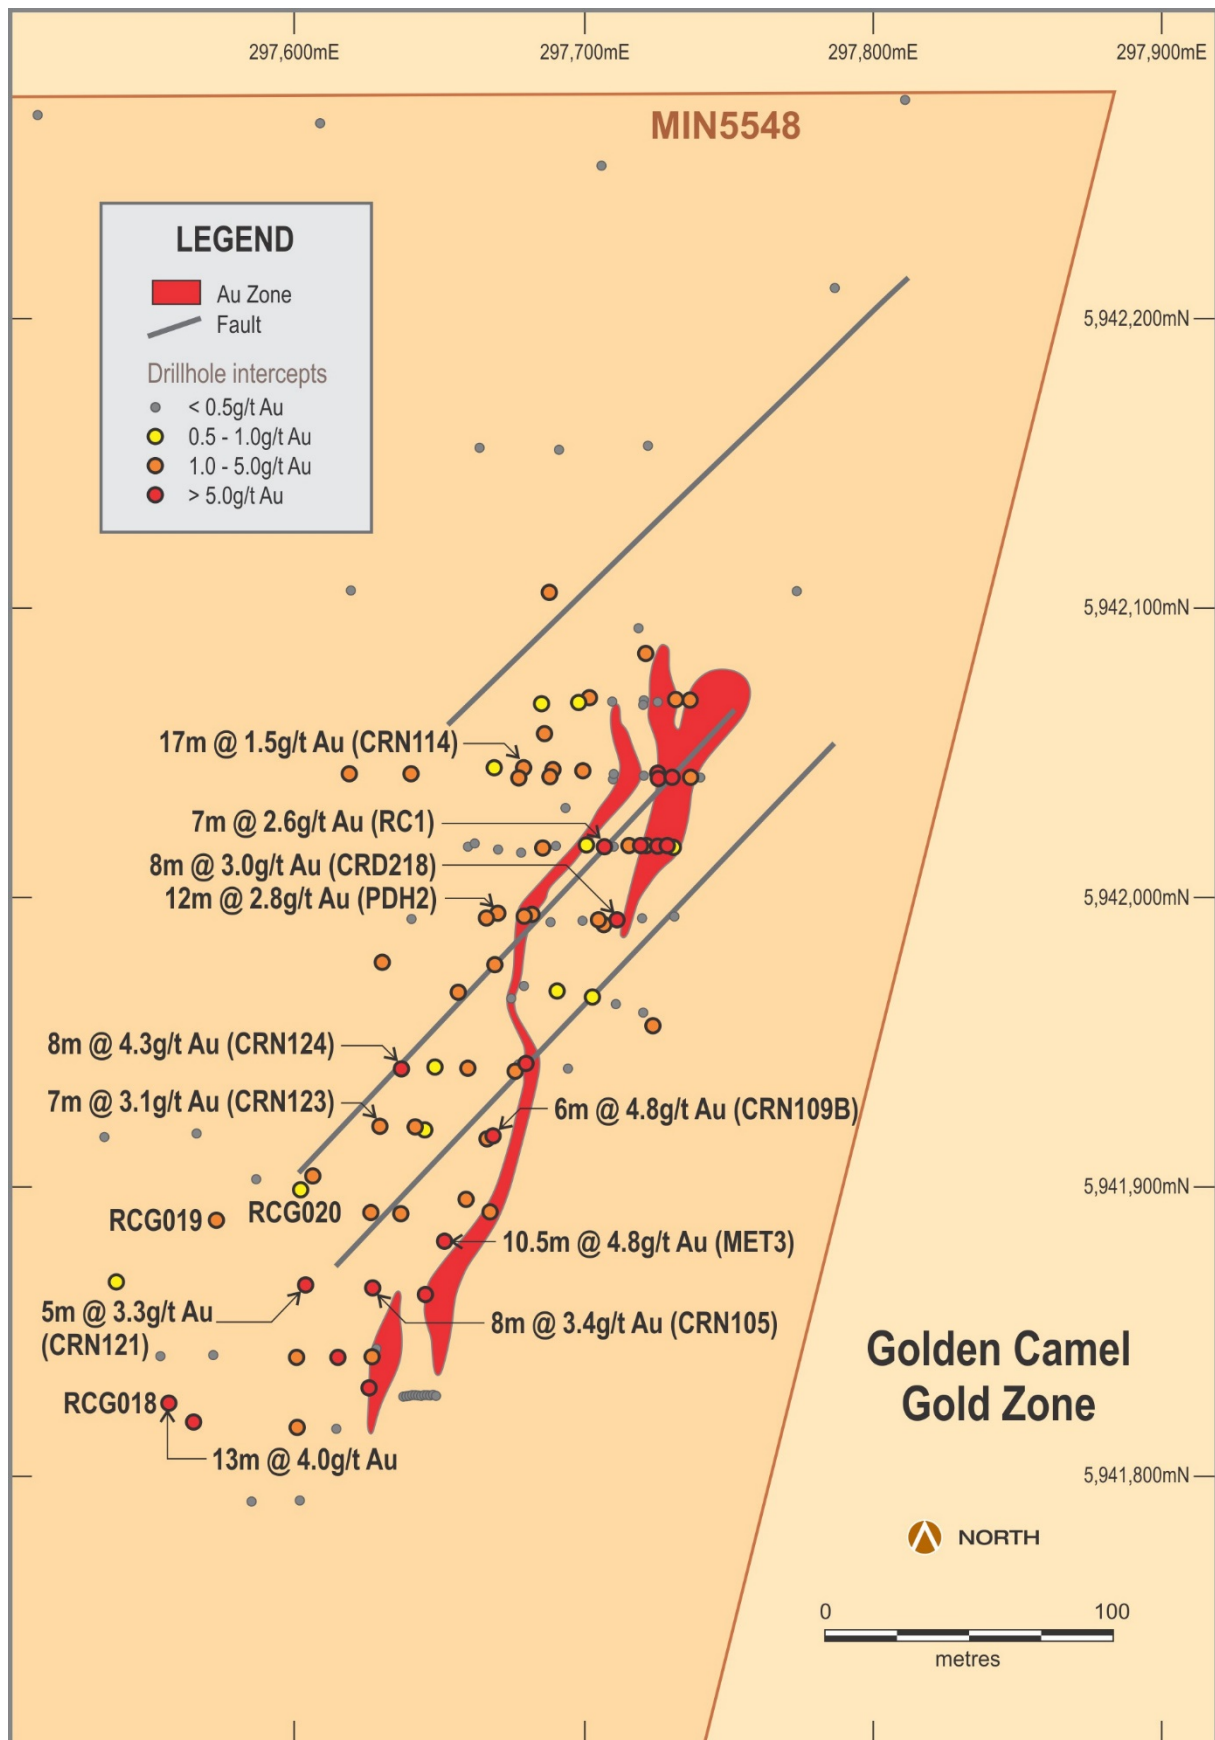 297,600mE
297,700mE
297,800mE
297,900mE
MIN5548
LEGEND
Au Zone
Fault
Drillhole intercepts
< 0.5g/t Au
0.5 - 1.0g/t Au
1.0 - 5.0g/t Au
> 5.0g/t Au
5,942,200mN
5,942,100mN
17m @ 1.5g/t Au (CRN114)
7m @ 2.6g/t Au (RC1)
8m @ 3.0g/t Au (CRD218)
12m @ 2.8g/t Au (PDH2)
5,942,000mN
8m @ 4.3g/t Au (CRN124)
7m @ 3.1g/t Au (CRN123)
6m @ 4.8g/t Au (CRN109B)
5,941,900mN
RCG019
RCG020
10.5m @ 4.8g/t Au (MET3)
5m @ 3.3g/t Au
(CRN121)
8m @ 3.4g/t Au (CRN105)
Golden Camel
Gold Zone
RCG018
13m @ 4.0g/t Au
5,941,800mN
NORTH
0 100
metres